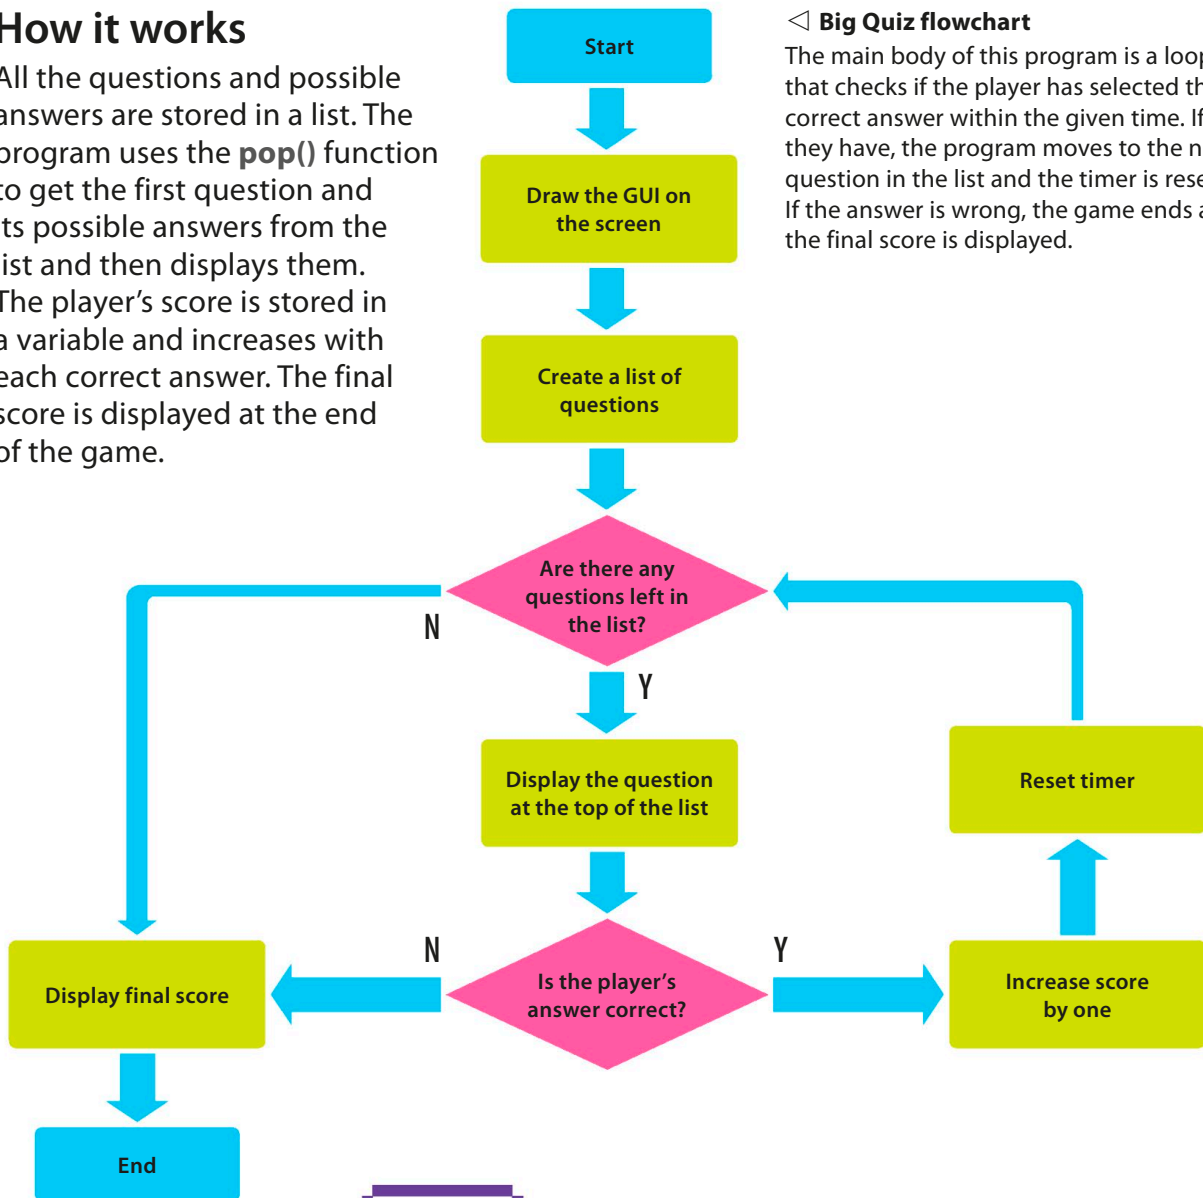 How it works
All the questions and possible
answers are stored in a list. The
program uses the pop() function
to get the first question and
its possible answers from the
list and then displays them.
The player’s score is stored in
a variable and increases with
each correct answer. The final
score is displayed at the end
of the game.
◁ Big Quiz flowchart
The main body of this program is a loop
that checks if the player has selected th
correct answer within the given time. If
they have, the program moves to the n
question in the list and the timer is rese
If the answer is wrong, the game ends a
the final score is displayed.
Start
Draw the GUI on
the screen
Create a list of
questions
Are there any
questions left in
the list?
N
Y
Display the question
at the top of the list
Reset timer
N
Y
Display final score
Is the player’s
answer correct?
Increase score
by one
End